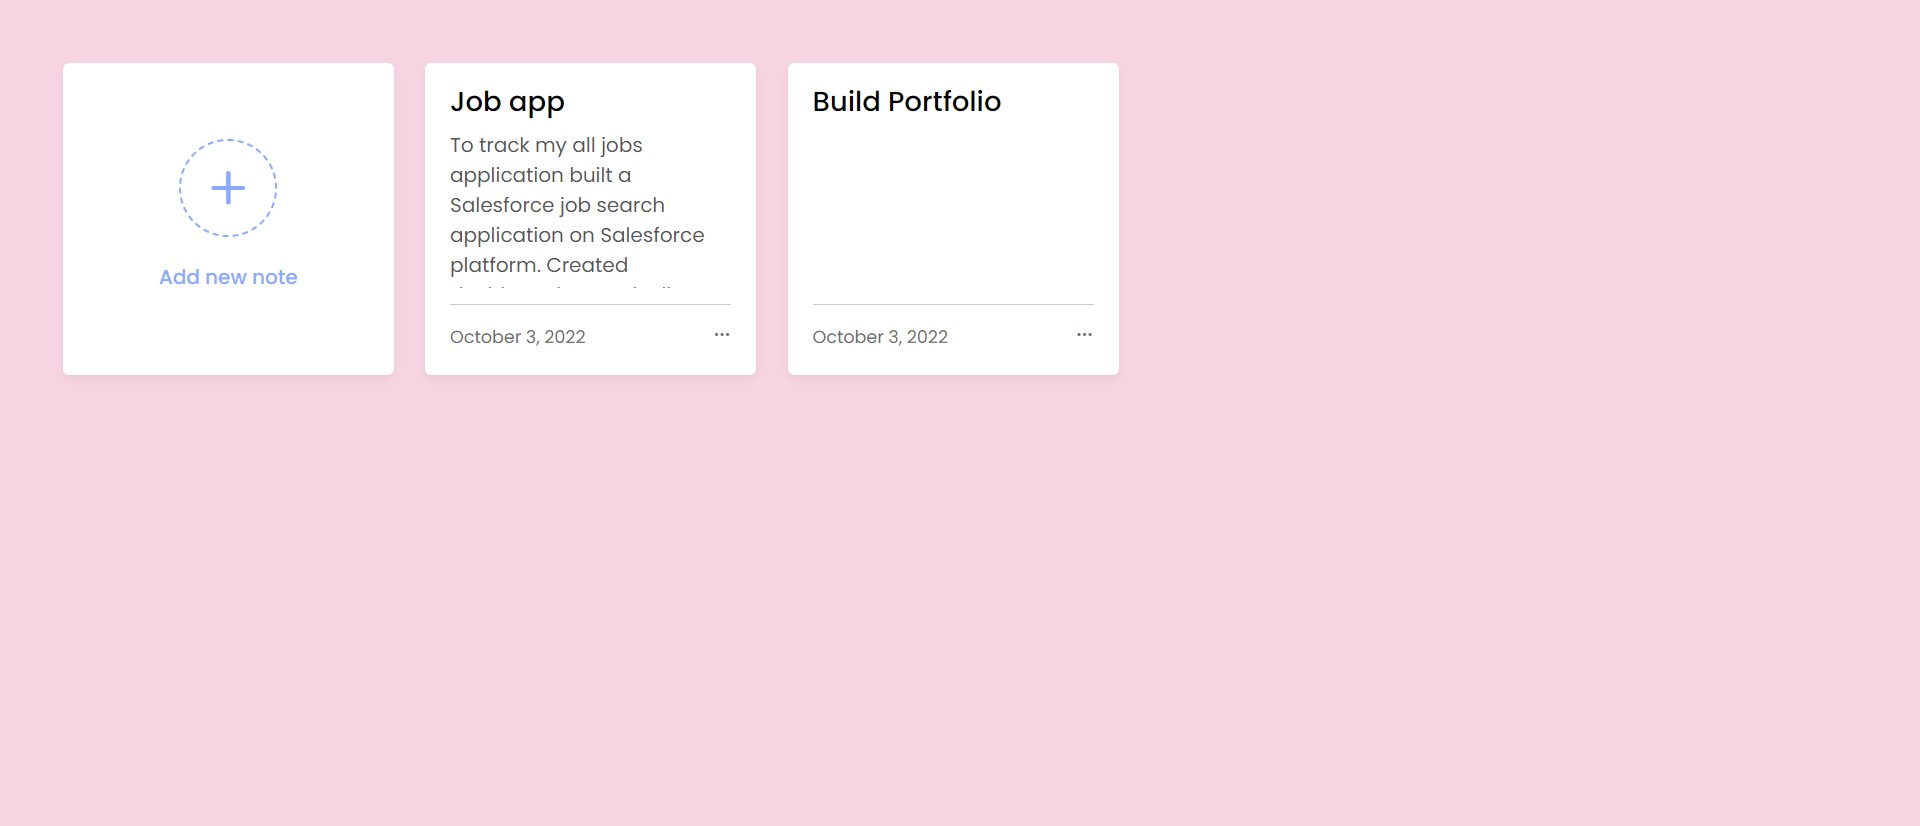 Add new note
Job app
To track my all jobs
application built a
Salesforce job search
application on Salesforce
platform. Created
October 3, 2022
Build Portfolio
October 3, 2022